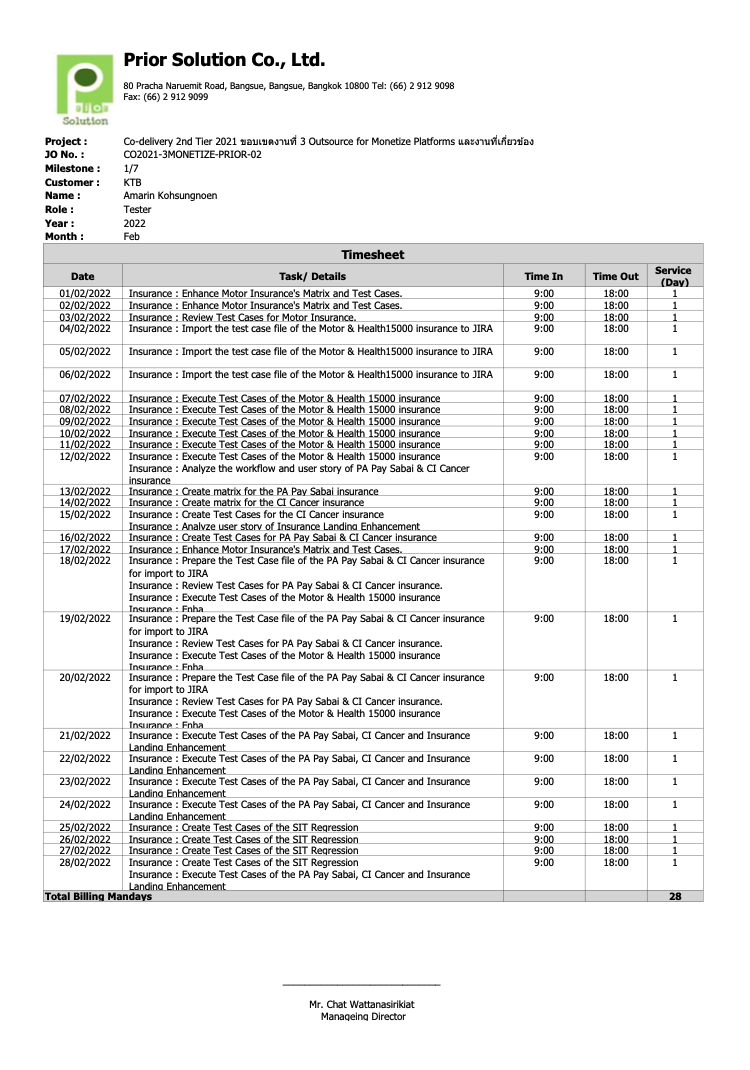 Prior Solution Co., Ltd.
80 Pracha Naruemit Road, Bangsue, Bangsue, Bangkok 10800 Tel: (66) 2 912 9098
Fax: (66) 2 912 9099
Prior
Solution
Project : Co-delivery 2nd Tier 2021 ขอบเขตงานที่ 3 Outsource for Monetize Platforms และงานที่เกี่ยวข้อง
JO No. : CO2021-3MONETIZE-PRIOR-02
Milestone : 1/7
Customer : KTB
Name : Amarin Kohsungnoen
Role : Tester
Year : 2022
Month : Feb
Timesheet
Date Task/ Details Time In Time Out Service
(Day)
01/02/2022 Insurance : Enhance Motor Insurance's Matrix and Test Cases. 9:00 18:00 1
02/02/2022 Insurance : Enhance Motor Insurance's Matrix and Test Cases. 9:00 18:00 1
03/02/2022 Insurance : Review Test Cases for Motor Insurance. 9:00 18:00 1
04/02/2022 Insurance : Import the test case file of the Motor & Health15000 insurance to JIRA 9:00 18:00 1
05/02/2022 Insurance : Import the test case file of the Motor & Health15000 insurance to JIRA 9:00 18:00 1
06/02/2022 Insurance : Import the test case file of the Motor & Health15000 insurance to JIRA 9:00 18:00 1
07/02/2022 Insurance : Execute Test Cases of the Motor & Health 15000 insurance 9:00 18:00 1
08/02/2022 Insurance : Execute Test Cases of the Motor & Health 15000 insurance 9:00 18:00 1
09/02/2022 Insurance : Execute Test Cases of the Motor & Health 15000 insurance 9:00 18:00 1
10/02/2022 Insurance : Execute Test Cases of the Motor & Health 15000 insurance 9:00 18:00 1
11/02/2022 Insurance : Execute Test Cases of the Motor & Health 15000 insurance 9:00 18:00 1
12/02/2022 Insurance : Execute Test Cases of the Motor & Health 15000 insurance 9:00 18:00 1
Insurance : Analyze the workflow and user story of PA Pay Sabai & CI Cancer
insurance
13/02/2022 Insurance : Create matrix for the PA Pay Sabai insurance 9:00 18:00 1
14/02/2022 Insurance : Create matrix for the CI Cancer insurance 9:00 18:00 1
15/02/2022 Insurance : Create Test Cases for the CI Cancer insurance 9:00 18:00 1
Insurance : Analyze user story of Insurance Landing Enhancement
16/02/2022 Insurance : Create Test Cases for PA Pay Sabai & CI Cancer insurance 9:00 18:00 1
17/02/2022 Insurance : Enhance Motor Insurance's Matrix and Test Cases. 9:00 18:00 1
18/02/2022 Insurance : Prepare the Test Case file of the PA Pay Sabai & CI Cancer insurance 9:00 18:00 1
for import to JIRA
Insurance : Review Test Cases for PA Pay Sabai & CI Cancer insurance.
Insurance : Execute Test Cases of the Motor & Health 15000 insurance
Insurance : Enha
19/02/2022 Insurance : Prepare the Test Case file of the PA Pay Sabai & CI Cancer insurance 9:00 18:00 1
for import to JIRA
Insurance : Review Test Cases for PA Pay Sabai & CI Cancer insurance.
Insurance : Execute Test Cases of the Motor & Health 15000 insurance
Insurance : Enha
20/02/2022 Insurance : Prepare the Test Case file of the PA Pay Sabai & CI Cancer insurance 9:00 18:00 1
for import to JIRA
Insurance : Review Test Cases for PA Pay Sabai & CI Cancer insurance.
Insurance : Execute Test Cases of the Motor & Health 15000 insurance
Insurance : Enha
21/02/2022 Insurance : Execute Test Cases of the PA Pay Sabai, CI Cancer and Insurance 9:00 18:00 1
Landing Enhancement
22/02/2022 Insurance : Execute Test Cases of the PA Pay Sabai, CI Cancer and Insurance 9:00 18:00 1
Landing Enhancement
23/02/2022 Insurance : Execute Test Cases of the PA Pay Sabai, CI Cancer and Insurance 9:00 18:00 1
Landing Enhancement
24/02/2022 Insurance : Execute Test Cases of the PA Pay Sabai, CI Cancer and Insurance 9:00 18:00 1
Landing Enhancement
25/02/2022 Insurance : Create Test Cases of the SIT Regression 9:00 18:00 1
26/02/2022 Insurance : Create Test Cases of the SIT Regression 9:00 18:00 1
27/02/2022 Insurance : Create Test Cases of the SIT Regression 9:00 18:00 1
28/02/2022 Insurance : Create Test Cases of the SIT Regression 9:00 18:00 1
Insurance : Execute Test Cases of the PA Pay Sabai, CI Cancer and Insurance
Landing Enhancement
Total Billing Mandays 28
Mr. Chat Wattanasirikiat
Manageing Director